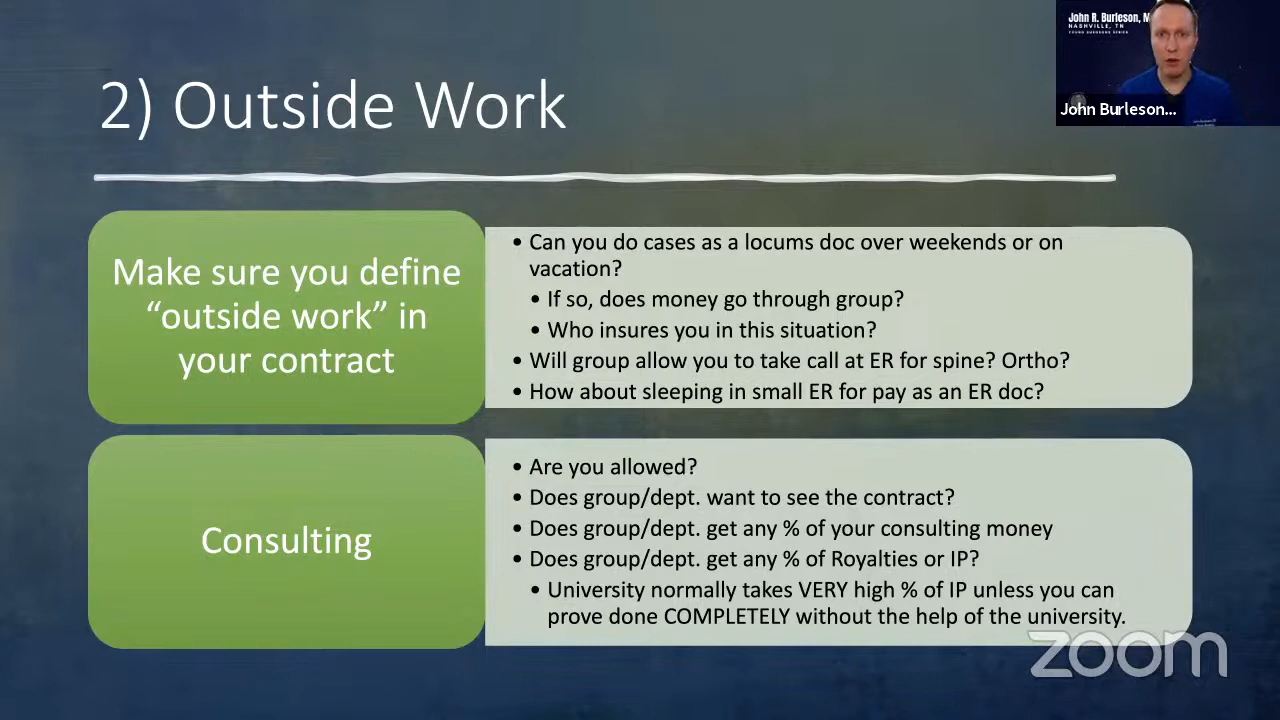 John R. Burleson, M
NASHVILLE, TN
YOUNG SURGEONS SERIES
John Burleson...
2) Outside Work
Make sure you define
“outside work” in
your contract
• Can you do cases as a locums doc over weekends or on
vacation?
• If so, does money go through group?
• Who insures you in this situation?
• Will group allow you to take call at ER for spine? Ortho?
• How about sleeping in small ER for pay as an ER doc?
Consulting
• Are you allowed?
• Does group/dept. want to see the contract?
• Does group/dept. get any % of your consulting money
• Does group/dept. get any % of Royalties or IP?
• University normally takes VERY high % of IP unless you can
prove done COMPLETELY without the help of the university.
zoom